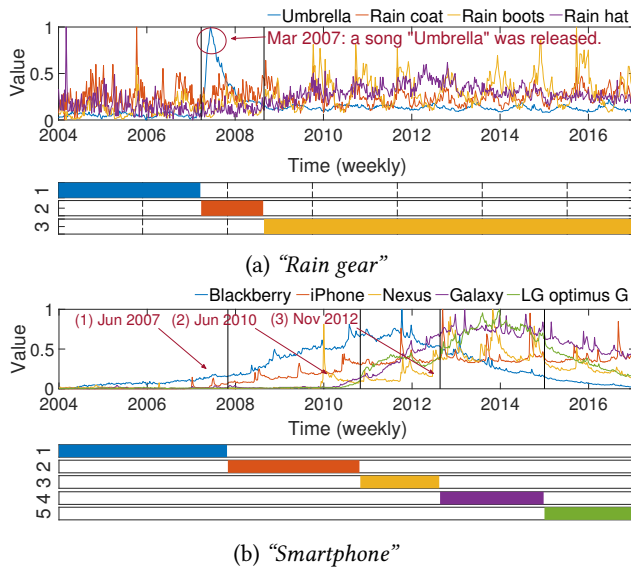 Umbrella Rain coat Rain boots Rain hat
Mar 2007: a song "Umbrella" was released.
Value
1
0.5
0
2004 2006 2008 2010 2012 2014 2016
Time (weekly)
1
2
3
(a) "Rain gear"
Blackberry iPhone Nexus Galaxy LG optimus G
(1) Jun 2007 (2) Jun 2010 (3) Nov 2012
Value
1
0.5
0
2004 2006 2008 2010 2012 2014 2016
Time (weekly)
1
2
3
4
5
(b) "Smartphone"